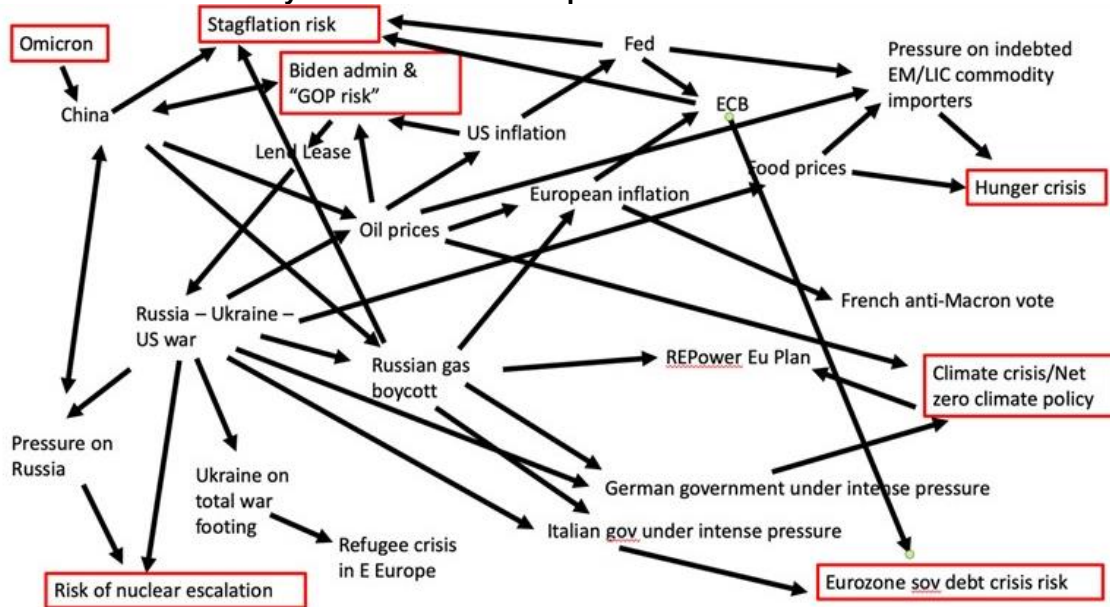 Stagflation risk
Omicron
Fed
Pressure on indebted
EM/LIC commodity
importers
Biden admin &
“GOP risk”
China
ECB
US inflation
Lend Lease
Food prices
Hunger crisis
European inflation
Oil prices
French anti-Macron vote
Russia – Ukraine –
US war
Russian gas
boycott
REPower Eu Plan
Climate crisis/Net
zero climate policy
Pressure on
Russia
Ukraine on
total war
footing
German government under intense pressure
Italian gov under intense pressure
Refugee crisis
in E Europe
Risk of nuclear escalation
Eurozone sov debt crisis risk